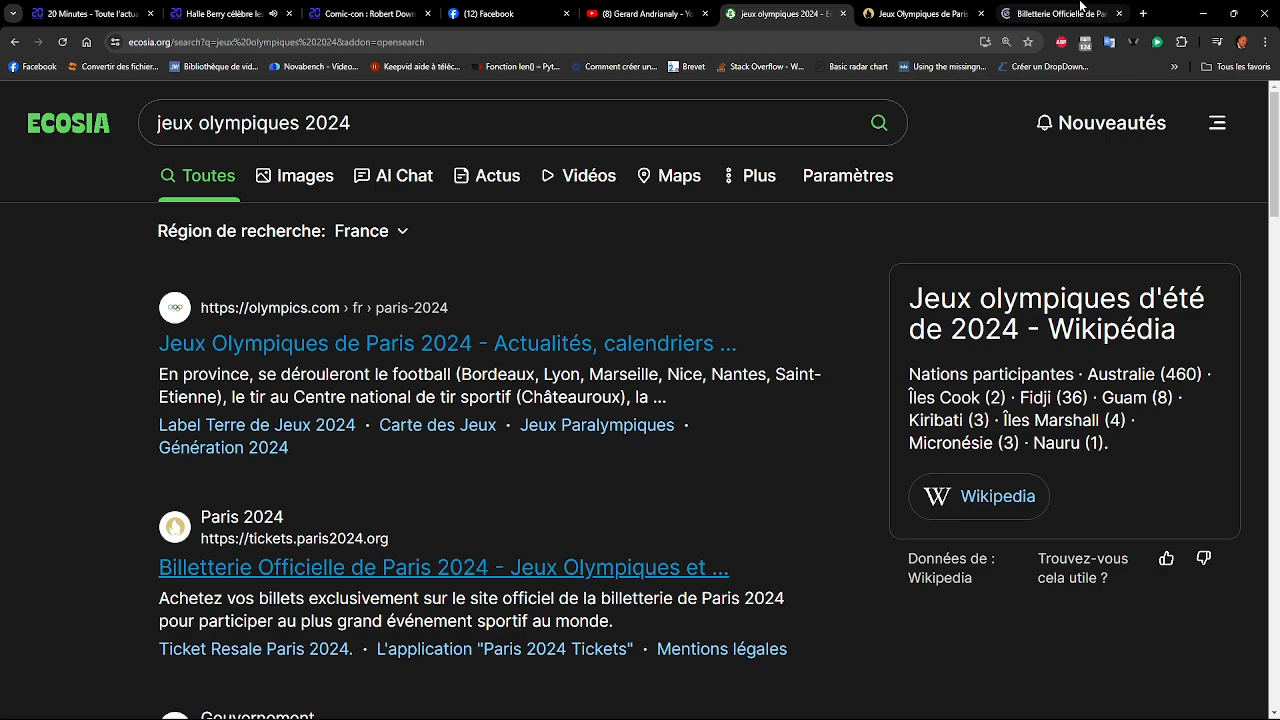 20 Minutes - Toute l'actua
Halle Berry célèbre les
Comic-con : Robert Down
(12) Facebook
(8) Gerard Andrianaly - Yo
jeux olympiques 2024 - E
Jeux Olympiques de Paris
Billetterie Officielle de Pa
ecosia.org/search?q=jeux%20olympiques%202024&addon=opensearch
124
Facebook
Convertir des fichier...
Bibliothèque de vid...
Novabench - Video...
Keepvid aide à téléc...
Fonction len() – Pyt...
Comment créer un...
Brevet
Stack Overflow - W...
Basic radar chart
Using the missingn...
Créer un DropDown...
»
Tous les favoris
ECOSIA
jeux olympiques 2024
Nouveautés
Toutes
Images
AI Chat
Actus
Vidéos
Maps
Plus
Paramètres
Région de recherche: France
https://olympics.com › fr › paris-2024
Jeux Olympiques de Paris 2024 - Actualités, calendriers ...
En province, se dérouleront le football (Bordeaux, Lyon, Marseille, Nice, Nantes, Saint-
Etienne), le tir au Centre national de tir sportif (Châteauroux), la ...
Label Terre de Jeux 2024 · Carte des Jeux · Jeux Paralympiques ·
Génération 2024
Paris 2024
https://tickets.paris2024.org
Billetterie Officielle de Paris 2024 - Jeux Olympiques et ...
Achetez vos billets exclusivement sur le site officiel de la billetterie de Paris 2024
pour participer au plus grand événement sportif au monde.
Ticket Resale Paris 2024. · L'application "Paris 2024 Tickets" · Mentions légales
Gouvernement
Jeux olympiques d'été
de 2024 - Wikipédia
Nations participantes · Australie (460) ·
Îles Cook (2) · Fidji (36) · Guam (8) ·
Kiribati (3) · Îles Marshall (4) ·
Micronésie (3) · Nauru (1).
W Wikipedia
Données de :
Wikipedia
Trouvez-vous
cela utile ?